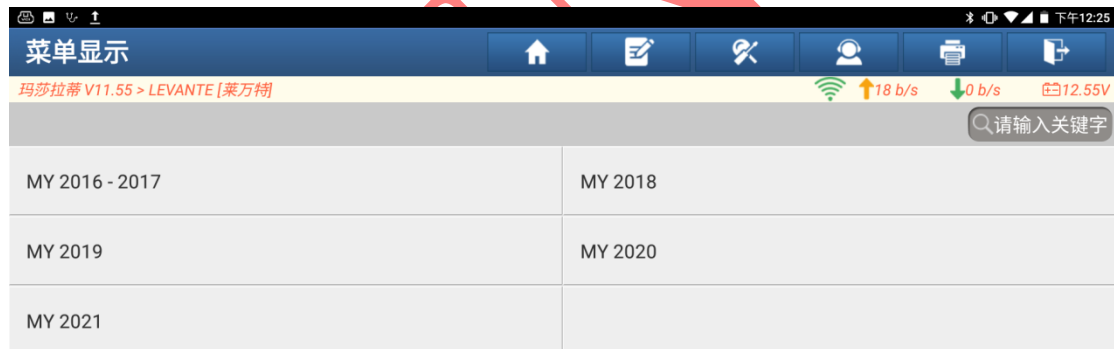 下午12:25
菜单显示
玛莎拉蒂 V11.55 > LEVANTE [莱万特]
18 b/s
0 b/s
12.55V
请输入关键字
MY 2016 - 2017
MY 2018
MY 2019
MY 2020
MY 2021